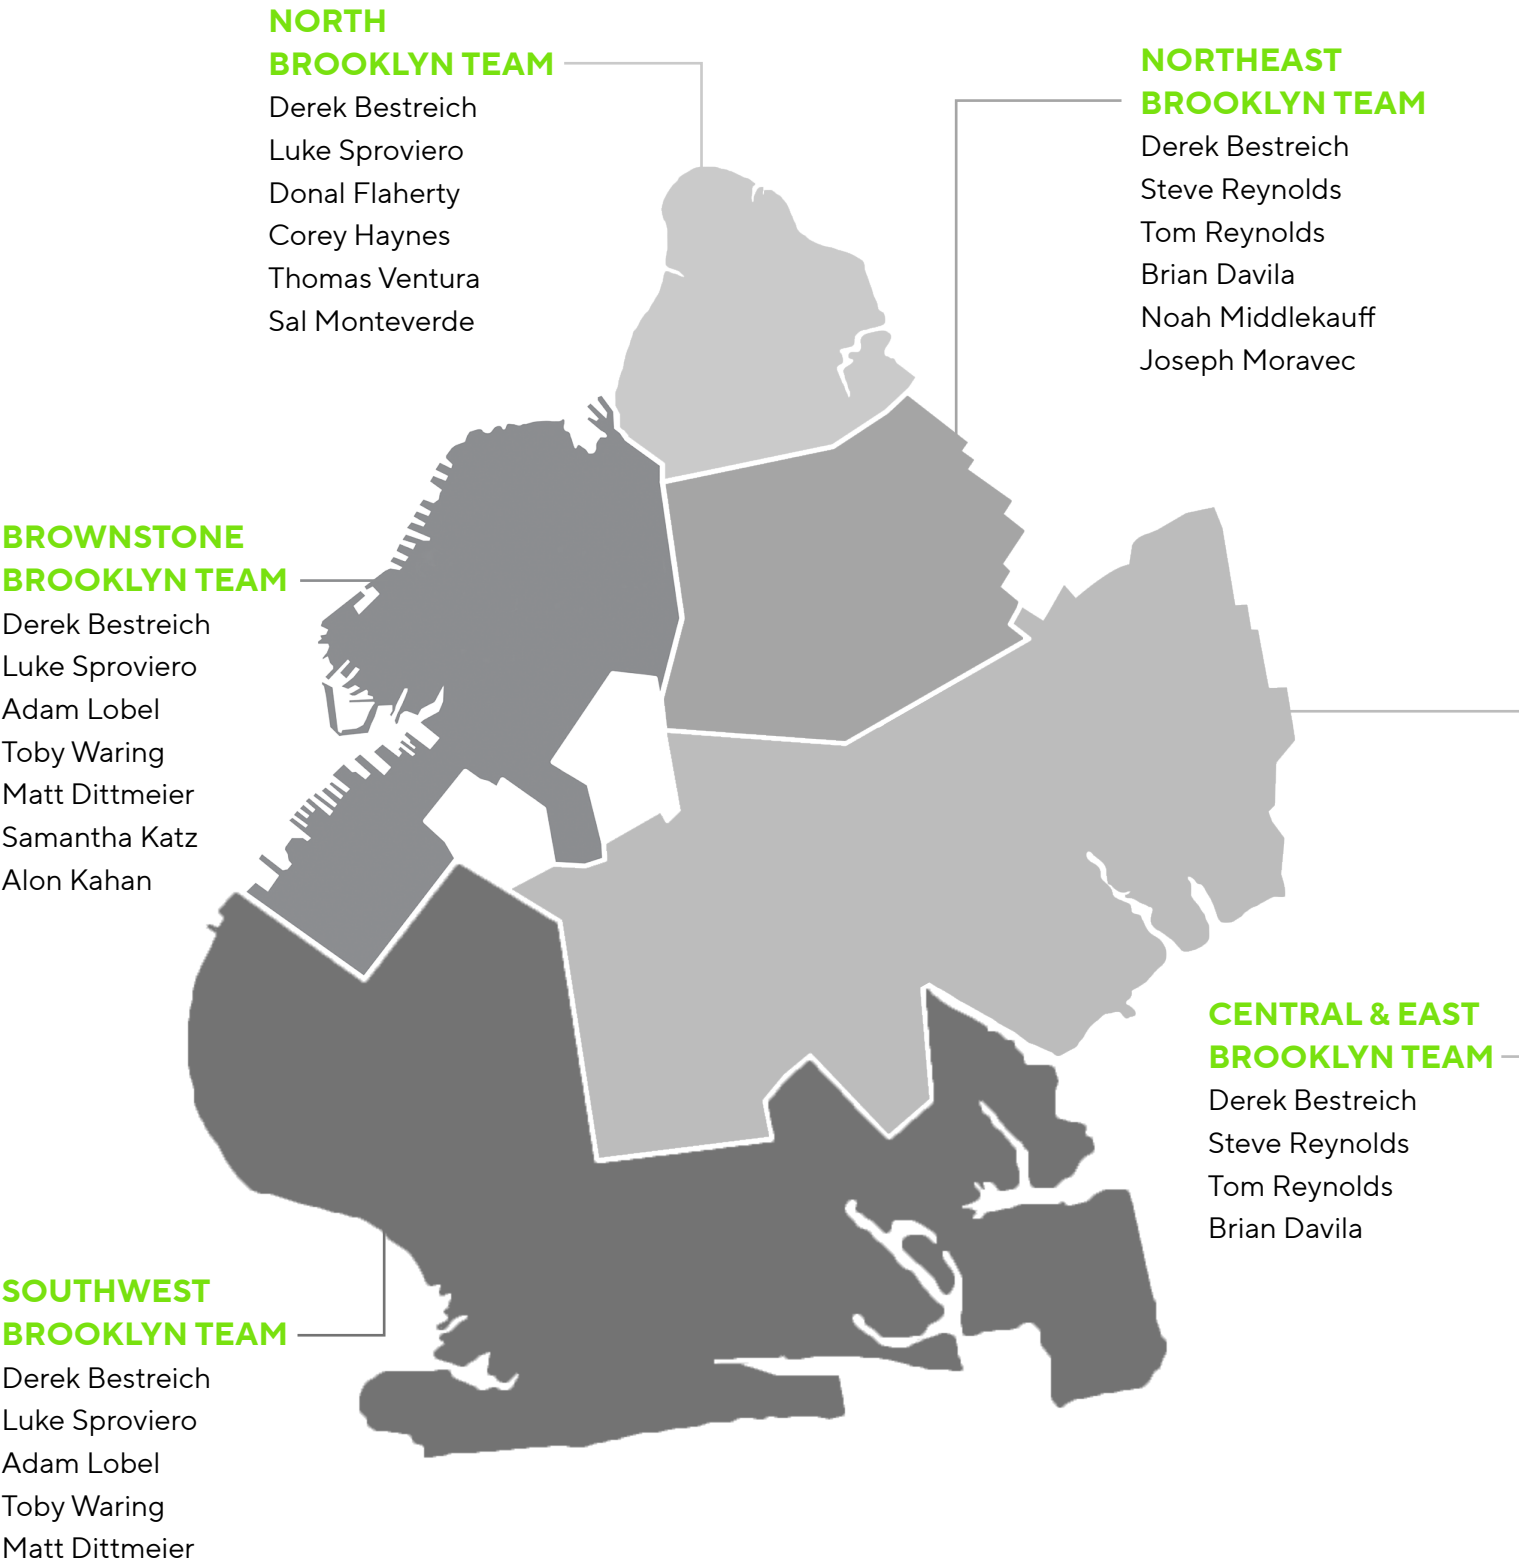 NORTH
BROOKLYN TEAM
Derek Bestreich
Luke Sproviero
Donal Flaherty
Corey Haynes
Thomas Ventura
Sal Monteverde
NORTHEAST
BROOKLYN TEAM
Derek Bestreich
Steve Reynolds
Tom Reynolds
Brian Davila
Noah Middlekauff
Joseph Moravec
BROWNSTONE
BROOKLYN TEAM
Derek Bestreich
Luke Sproviero
Adam Lobel
Toby Waring
Matt Dittmeier
Samantha Katz
Alon Kahan
CENTRAL & EAST
BROOKLYN TEAM
Derek Bestreich
Steve Reynolds
Tom Reynolds
Brian Davila
SOUTHWEST
BROOKLYN TEAM
Derek Bestreich
Luke Sproviero
Adam Lobel
Toby Waring
Matt Dittmeier